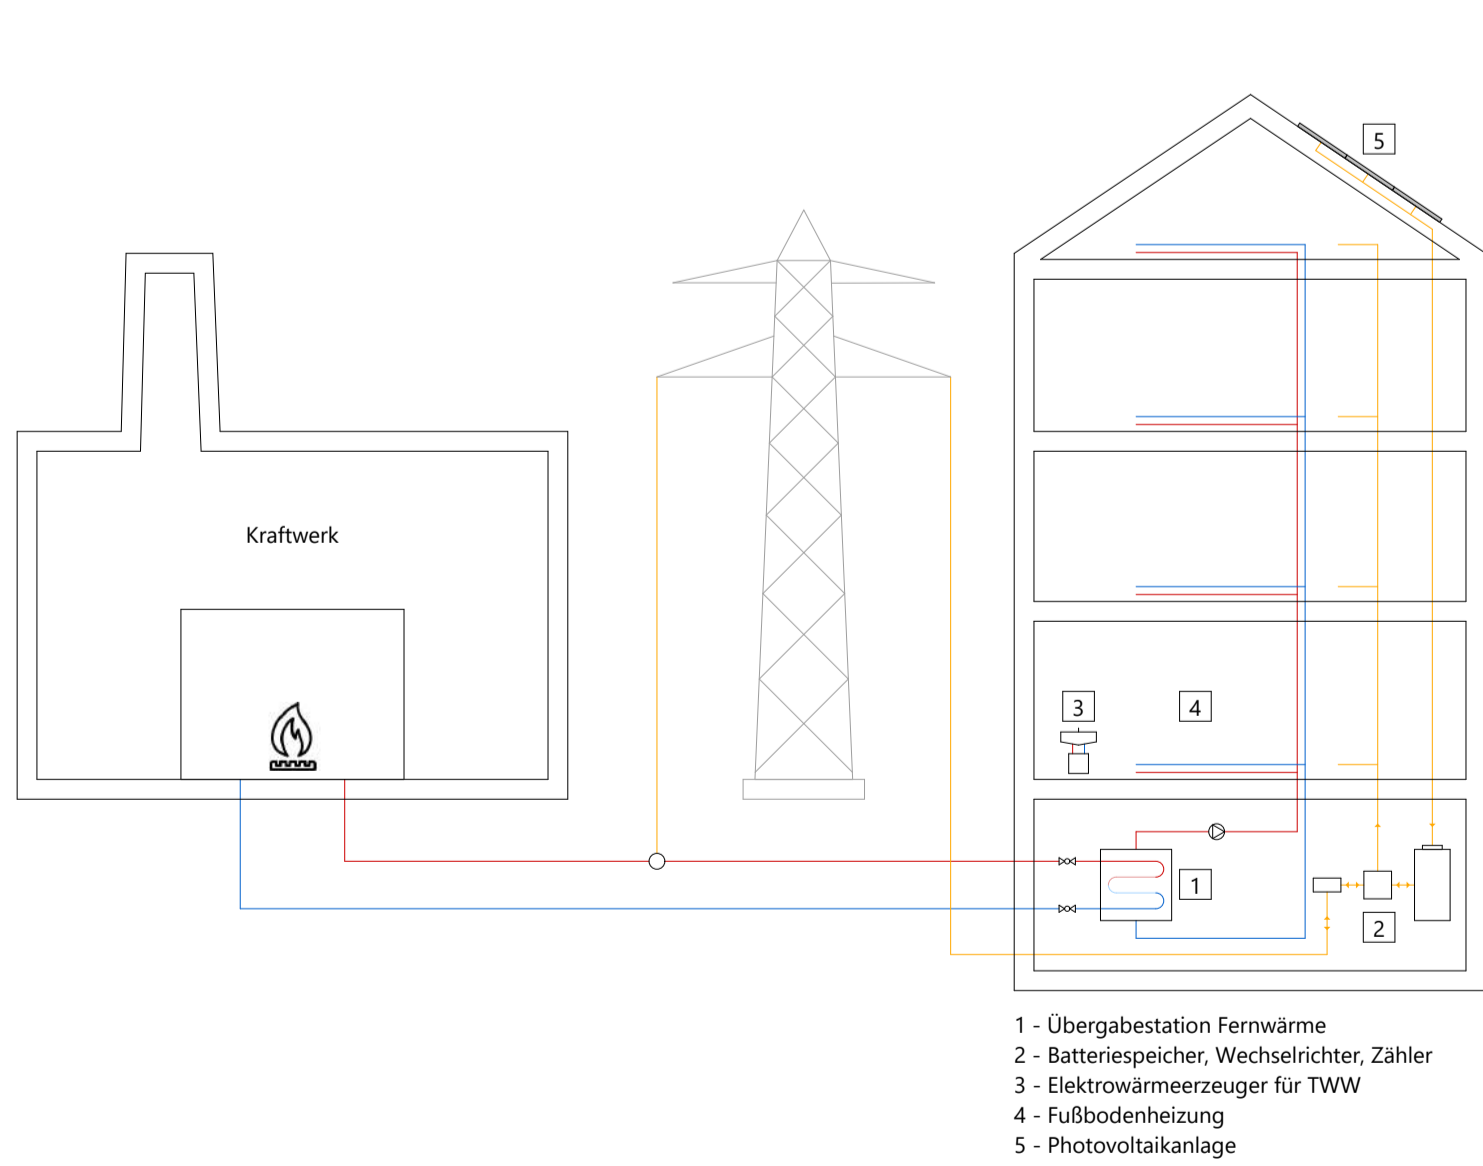 5
Kraftwerk
3
4
1
2
1 - Übergabestation Fernwärme
2 - Batteriespeicher, Wechselrichter, Zähler
3 - Elektrowärmeerzeuger für TWW
4 - Fußbodenheizung
5 - Photovoltaikanlage